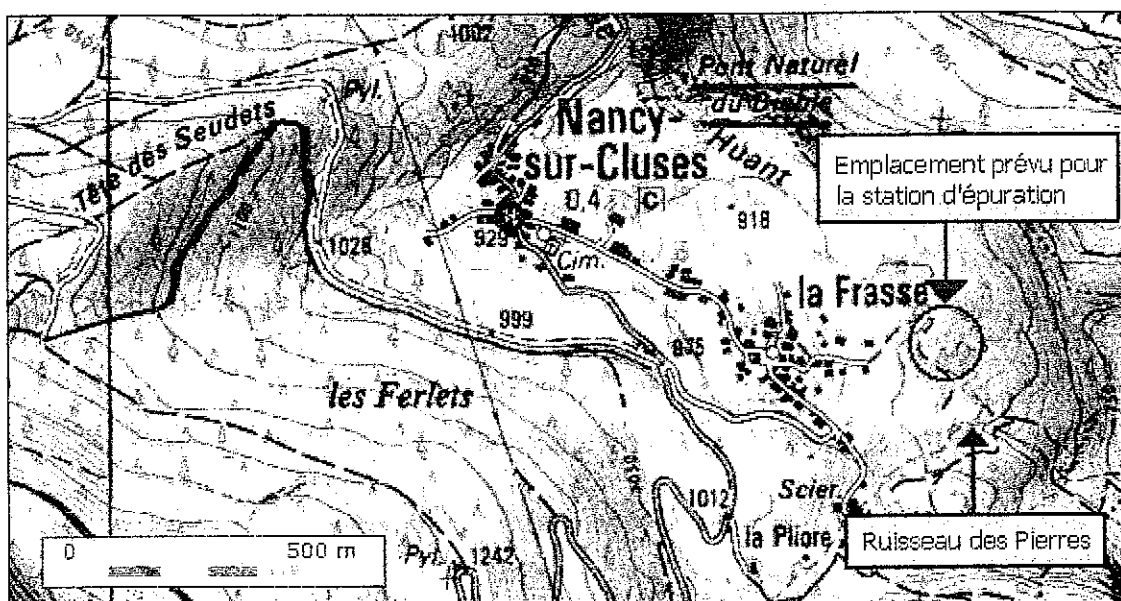 1002
Pont Naturel
du Diable
Pyl.
Tête des Seudets
Nancy
sur-Cluses
Huant
0,4
C
Emplacement prévu pour
la station d'épuration
918
929
Cim.
1028
la Frasse
999
les Ferlets
1012
Scier.
la Pliore
Ruisseau des Pierres
0
500 m
Pyl.
1242